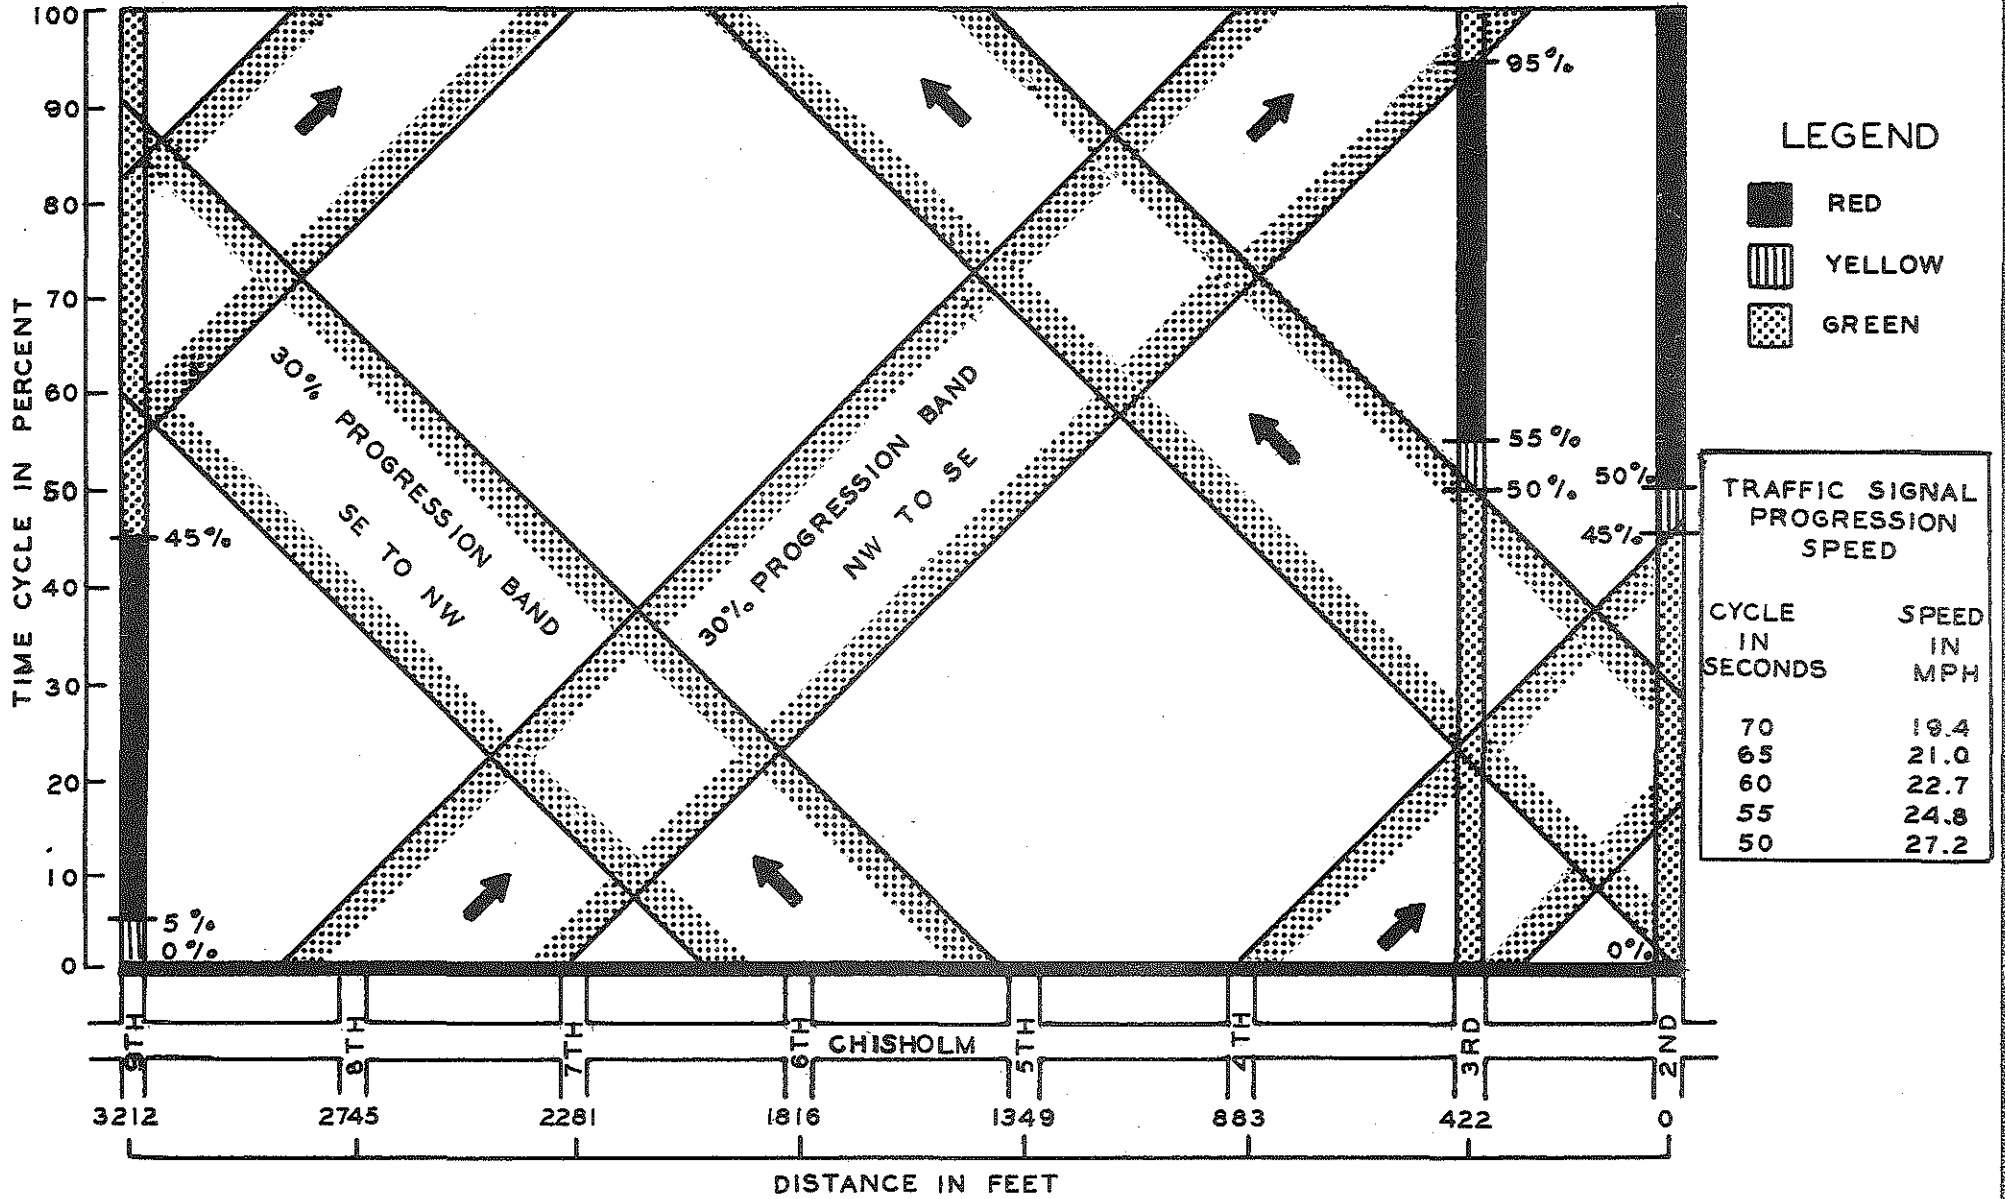 100
90
80
70
60
50
40
30
20
10
0
TIME CYCLE IN PERCENT
45%
5%
0%
30% PROGRESSION BAND
SE TO NW
30% PROGRESSION BAND
NW TO SE
95%
55%
50%
50%
45%
0%
LEGEND
RED
YELLOW
GREEN
TRAFFIC SIGNAL
PROGRESSION
SPEED
CYCLE IN SECONDS
SPEED IN MPH
70 19.4
65 21.0
60 22.7
55 24.8
50 27.2
9TH
8TH
7TH
6TH
CHISHOLM
5TH
4TH
3RD
2ND
3212 2745 2281 1816 1349 883 422 0
DISTANCE IN FEET